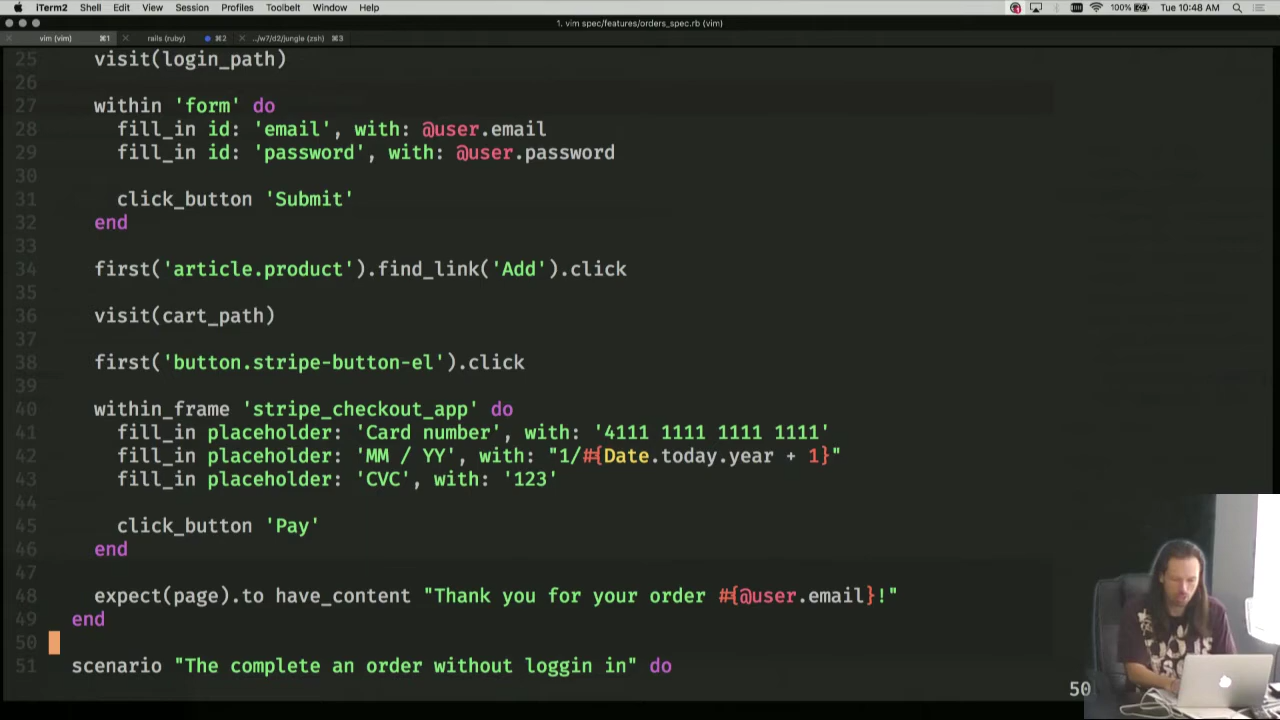 iTerm2 Shell Edit View Session Profiles Toolbelt Window Help 100% Tue 10:48 AM
1. vim spec/features/orders_spec.rb (vim)
vim (vim) ⌘1 rails (ruby) ⌘2 ../w7/d2/jungle (zsh) ⌘3
25 visit(login_path)
26
27 within 'form' do
28 fill_in id: 'email', with: @user.email
29 fill_in id: 'password', with: @user.password
30
31 click_button 'Submit'
32 end
33
34 first('article.product').find_link('Add').click
35
36 visit(cart_path)
37
38 first('button.stripe-button-el').click
39
40 within_frame 'stripe_checkout_app' do
41 fill_in placeholder: 'Card number', with: '4111 1111 1111 1111'
42 fill_in placeholder: 'MM / YY', with: "1/#{Date.today.year + 1}"
43 fill_in placeholder: 'CVC', with: '123'
44
45 click_button 'Pay'
46 end
47
48 expect(page).to have_content "Thank you for your order #{@user.email}!"
49 end
50
51 scenario "The complete an order without loggin in" do
50